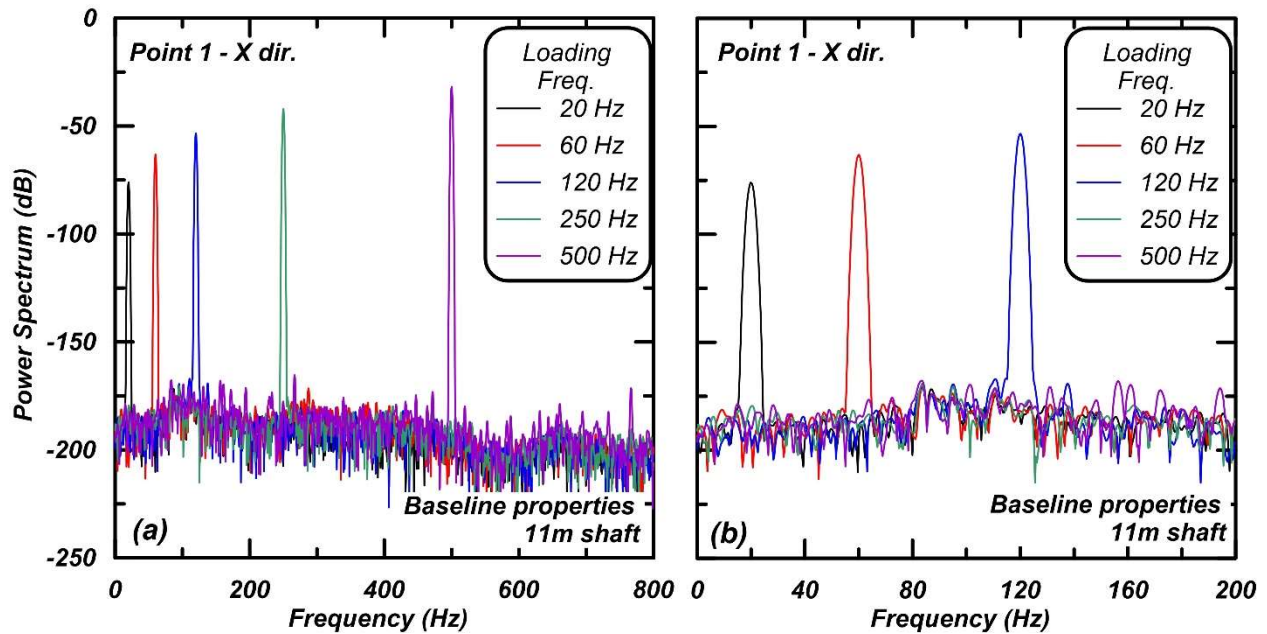 0
-50
-100
-150
-200
-250
Power Spectrum (dB)
Point 1 - X dir.
Loading
Freq.
20 Hz
60 Hz
120 Hz
250 Hz
500 Hz
Baseline properties
11m shaft
(a)
0 200 400 600 800
Frequency (Hz)
Point 1 - X dir.
Loading
Freq.
20 Hz
60 Hz
120 Hz
250 Hz
500 Hz
Baseline properties
11m shaft
(b)
0 40 80 120 160 200
Frequency (Hz)